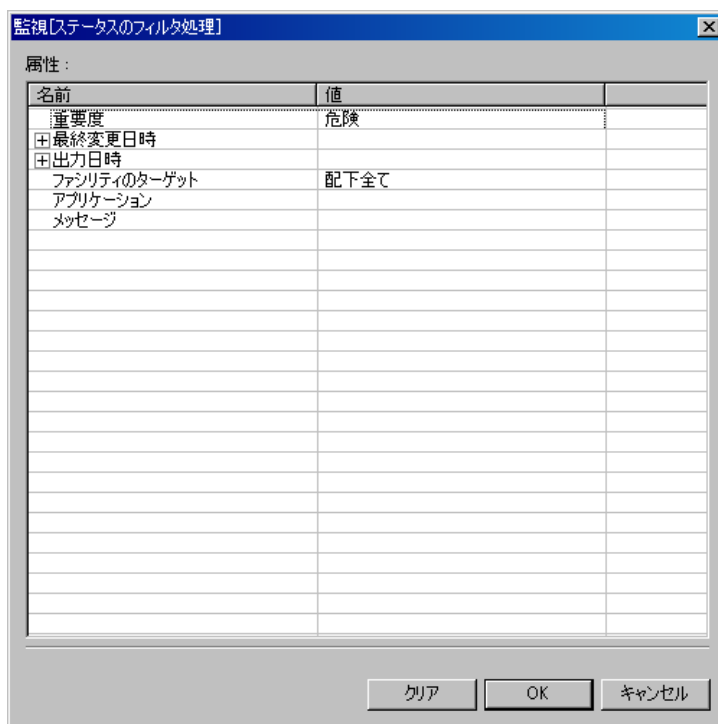 監視[ステータスのフィルタ処理]
属性：
名前 値
重要度 危険
最終変更日時
出力日時
ファシリティのターゲット 配下全て
アプリケーション
メッセージ
クリア OK キャンセル